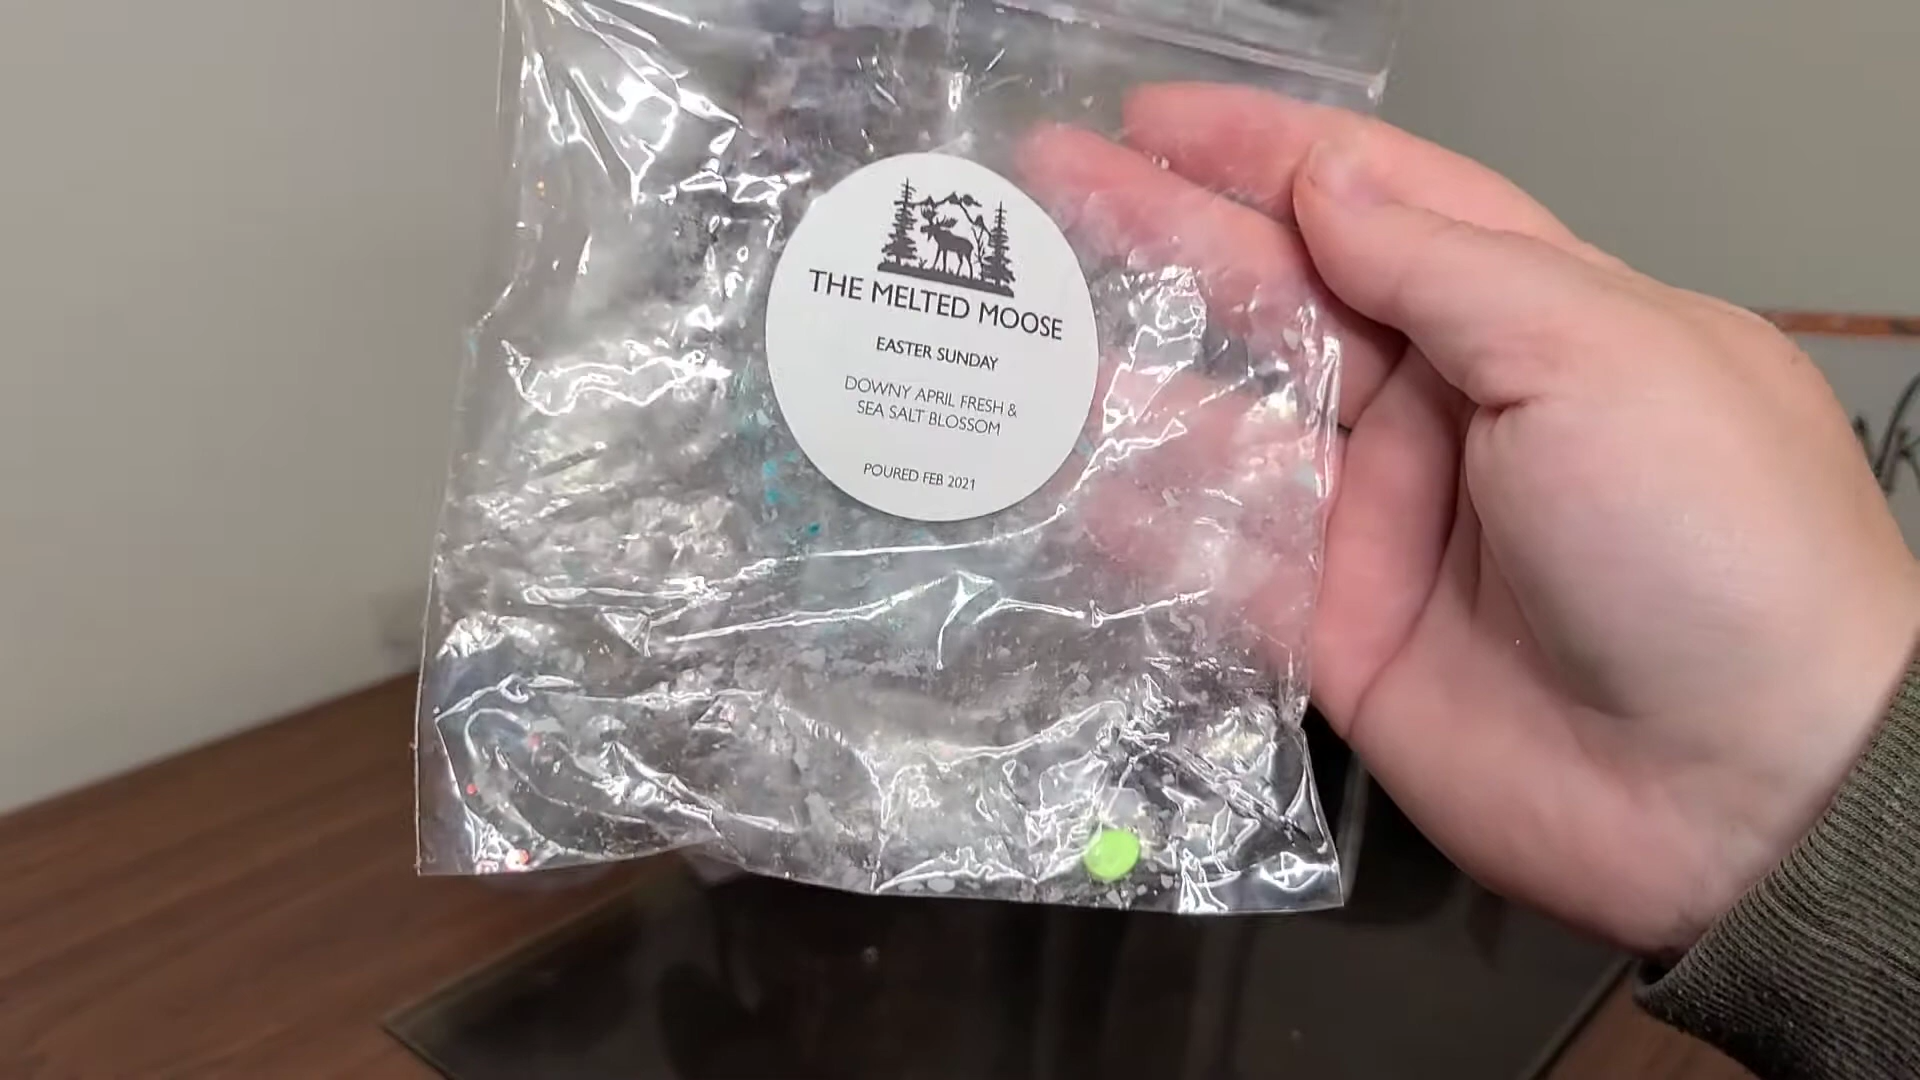 THE MELTED MOOSE
EASTER SUNDAY
DOWNY APRIL FRESH &
SEA SALT BLOSSOM
POURED FEB 2021